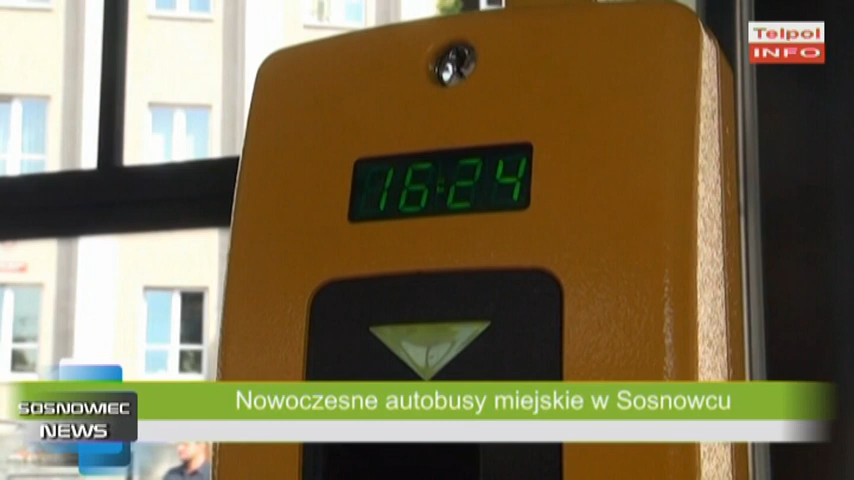 Telpol
INFO
16:24
Nowoczesne autobusy miejskie w Sosnowcu
SOSNOWIEC
NEWS